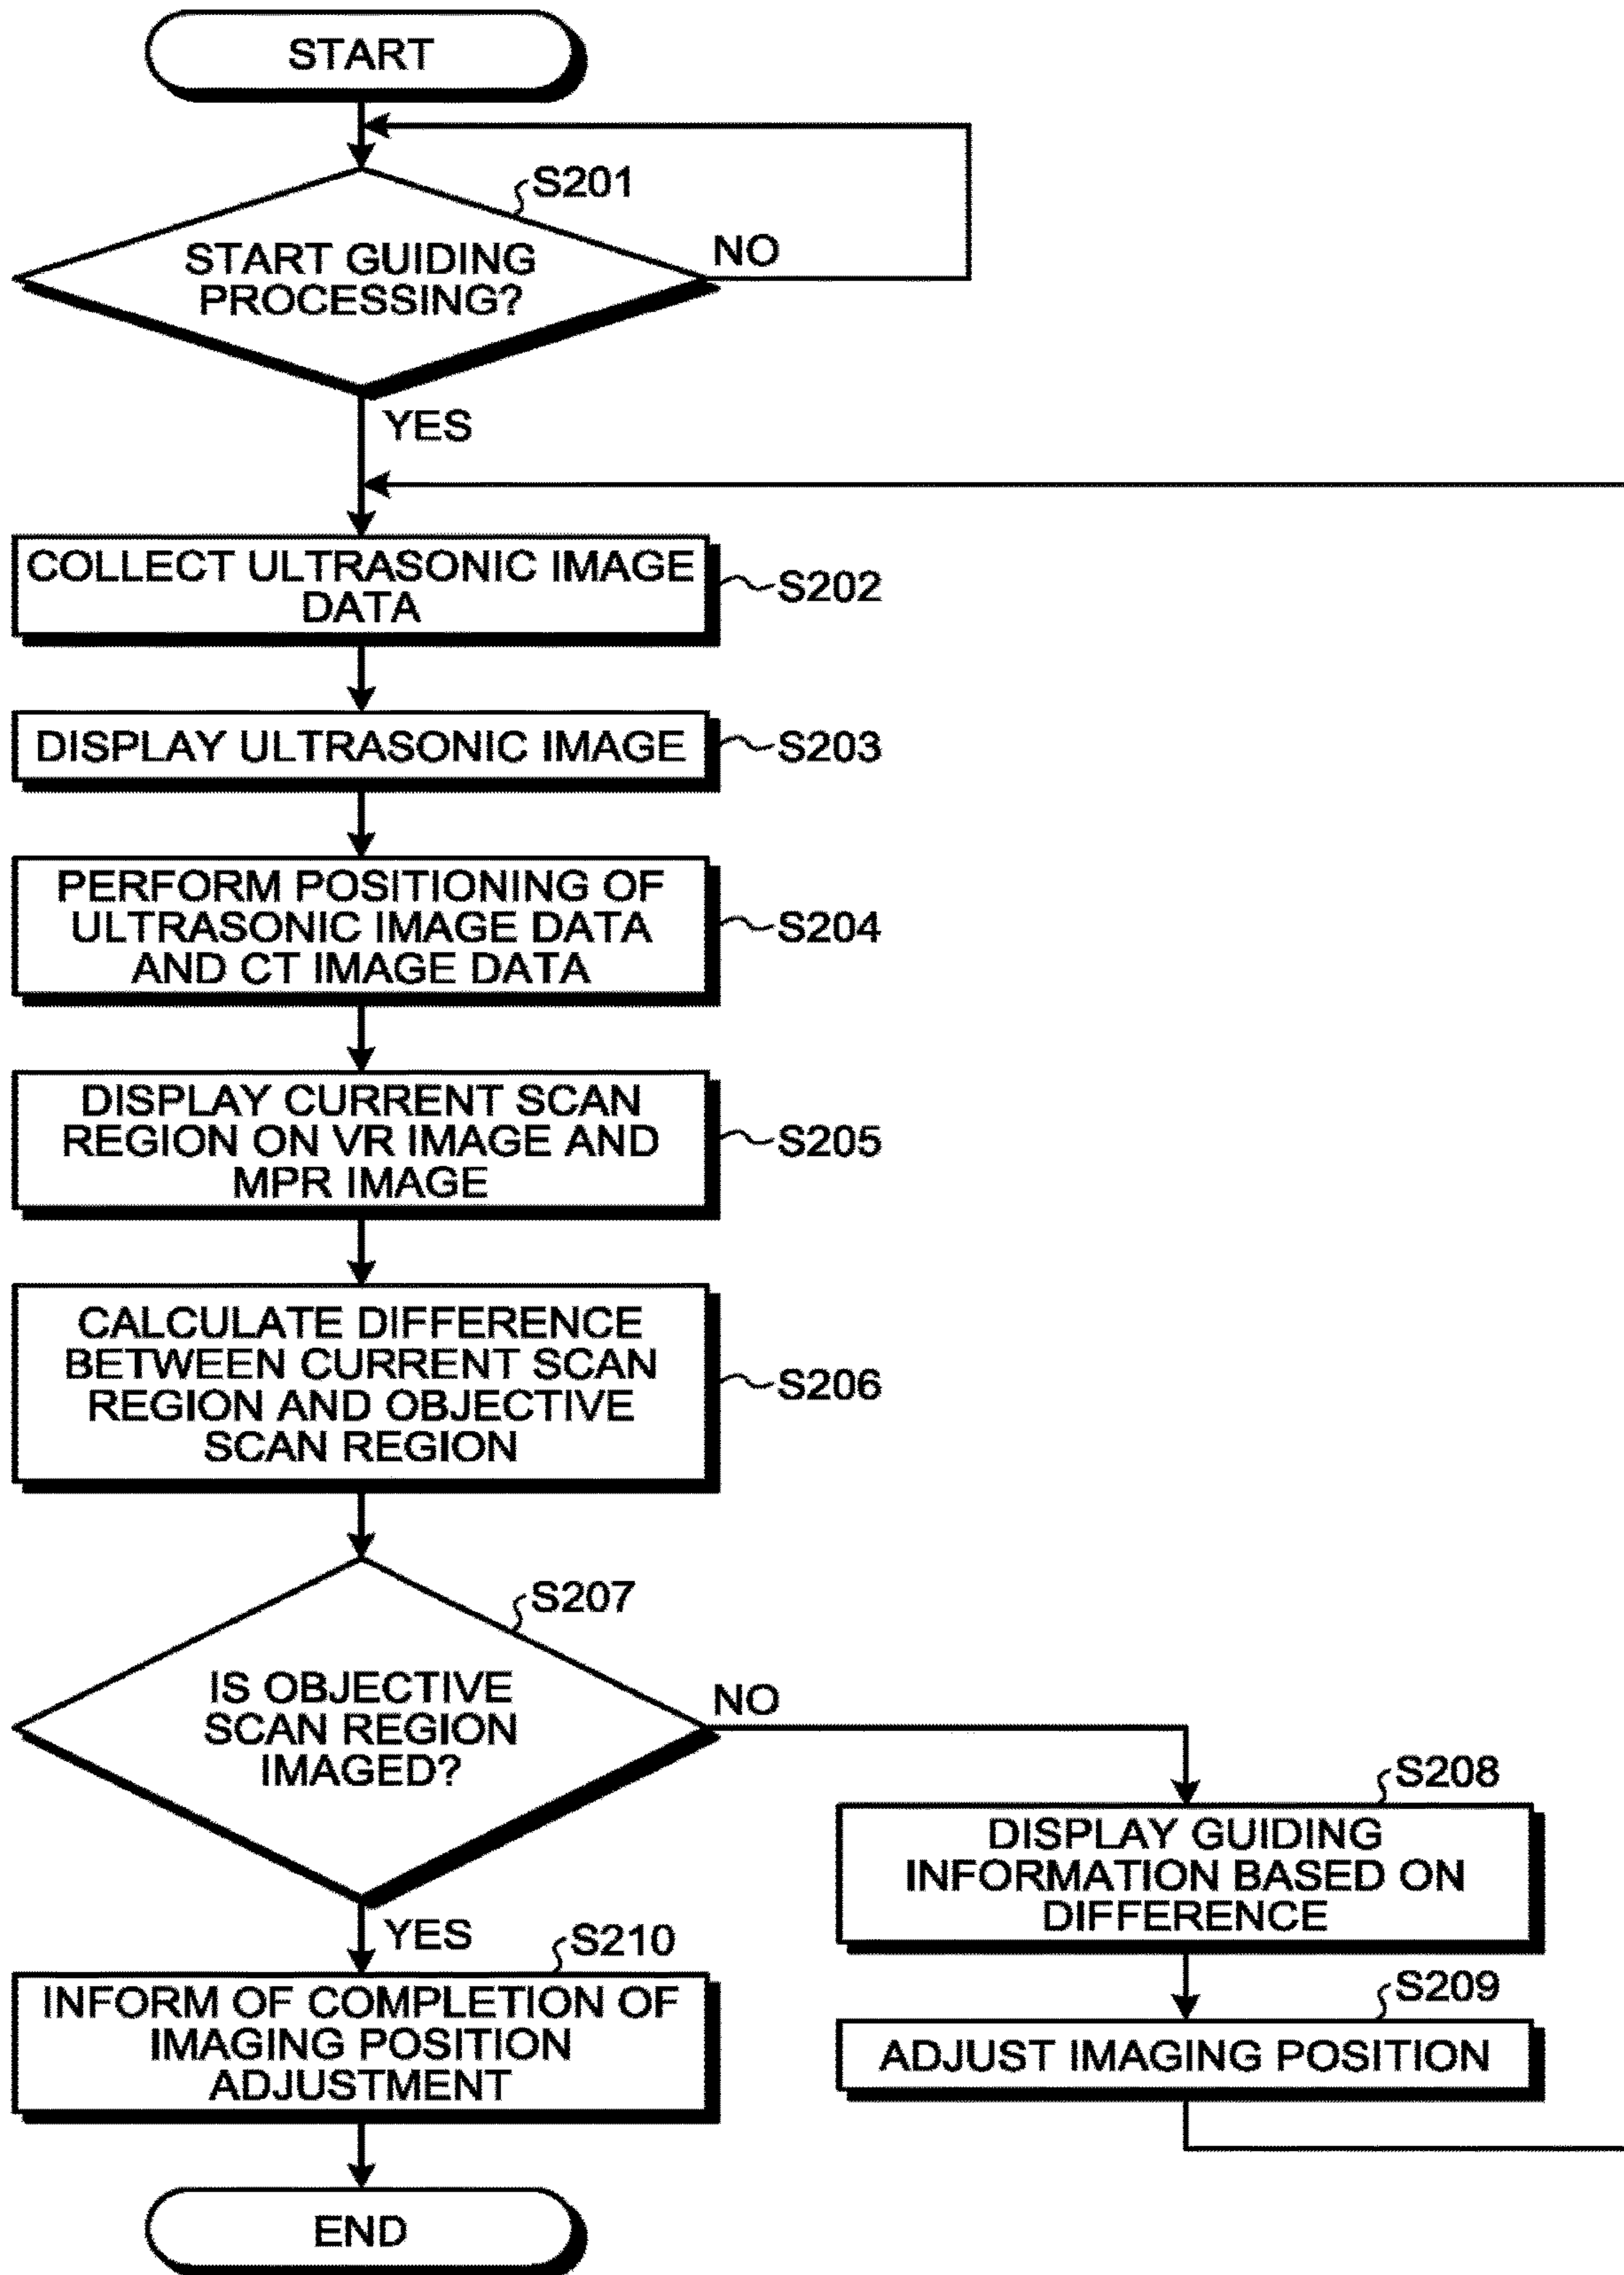 START
S201
START GUIDING
PROCESSING?
NO
YES
COLLECT ULTRASONIC IMAGE
DATA
S202
DISPLAY ULTRASONIC IMAGE
S203
PERFORM POSITIONING OF
ULTRASONIC IMAGE DATA
AND CT IMAGE DATA
S204
DISPLAY CURRENT SCAN
REGION ON VR IMAGE AND
MPR IMAGE
S205
CALCULATE DIFFERENCE
BETWEEN CURRENT SCAN
REGION AND OBJECTIVE
SCAN REGION
S206
S207
IS OBJECTIVE
SCAN REGION
IMAGED?
NO
S208
DISPLAY GUIDING
INFORMATION BASED ON
DIFFERENCE
S209
ADJUST IMAGING POSITION
YES
S210
INFORM OF COMPLETION OF
IMAGING POSITION
ADJUSTMENT
END